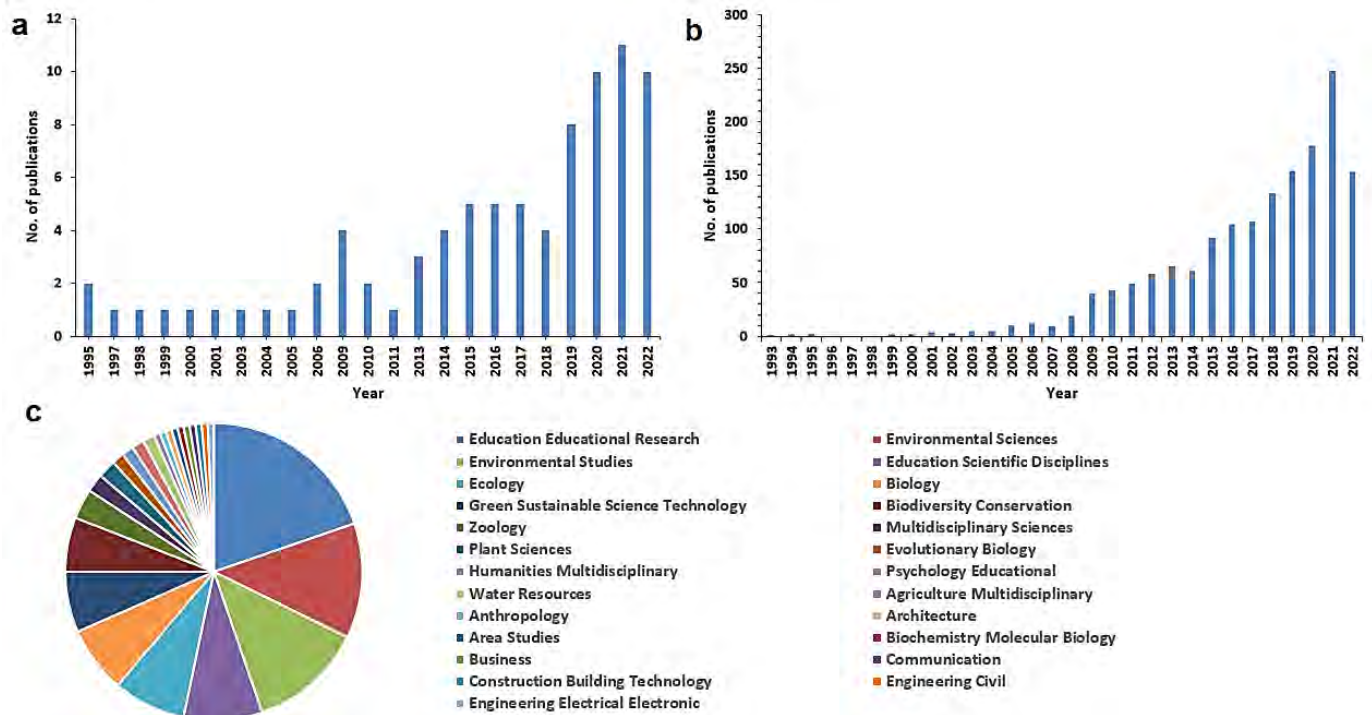 a
12
10
8
6
4
2
0
No. of publications
1995 1997 1998 1999 2000 2001 2003 2004 2005 2006 2009 2010 2011 2013 2014 2015 2016 2017 2018 2019 2020 2021 2022
Year
b
300
250
200
150
100
50
0
No. of publications
1993 1994 1995 1996 1997 1998 1999 2000 2001 2002 2003 2004 2005 2006 2007 2008 2009 2010 2011 2012 2013 2014 2015 2016 2017 2018 2019 2020 2021 2022
Year
c
Education Educational Research
Environmental Sciences
Environmental Studies
Education Scientific Disciplines
Ecology
Biology
Green Sustainable Science Technology
Biodiversity Conservation
Zoology
Multidisciplinary Sciences
Plant Sciences
Evolutionary Biology
Humanities Multidisciplinary
Psychology Educational
Water Resources
Agriculture Multidisciplinary
Anthropology
Architecture
Area Studies
Biochemistry Molecular Biology
Business
Communication
Construction Building Technology
Engineering Civil
Engineering Electrical Electronic